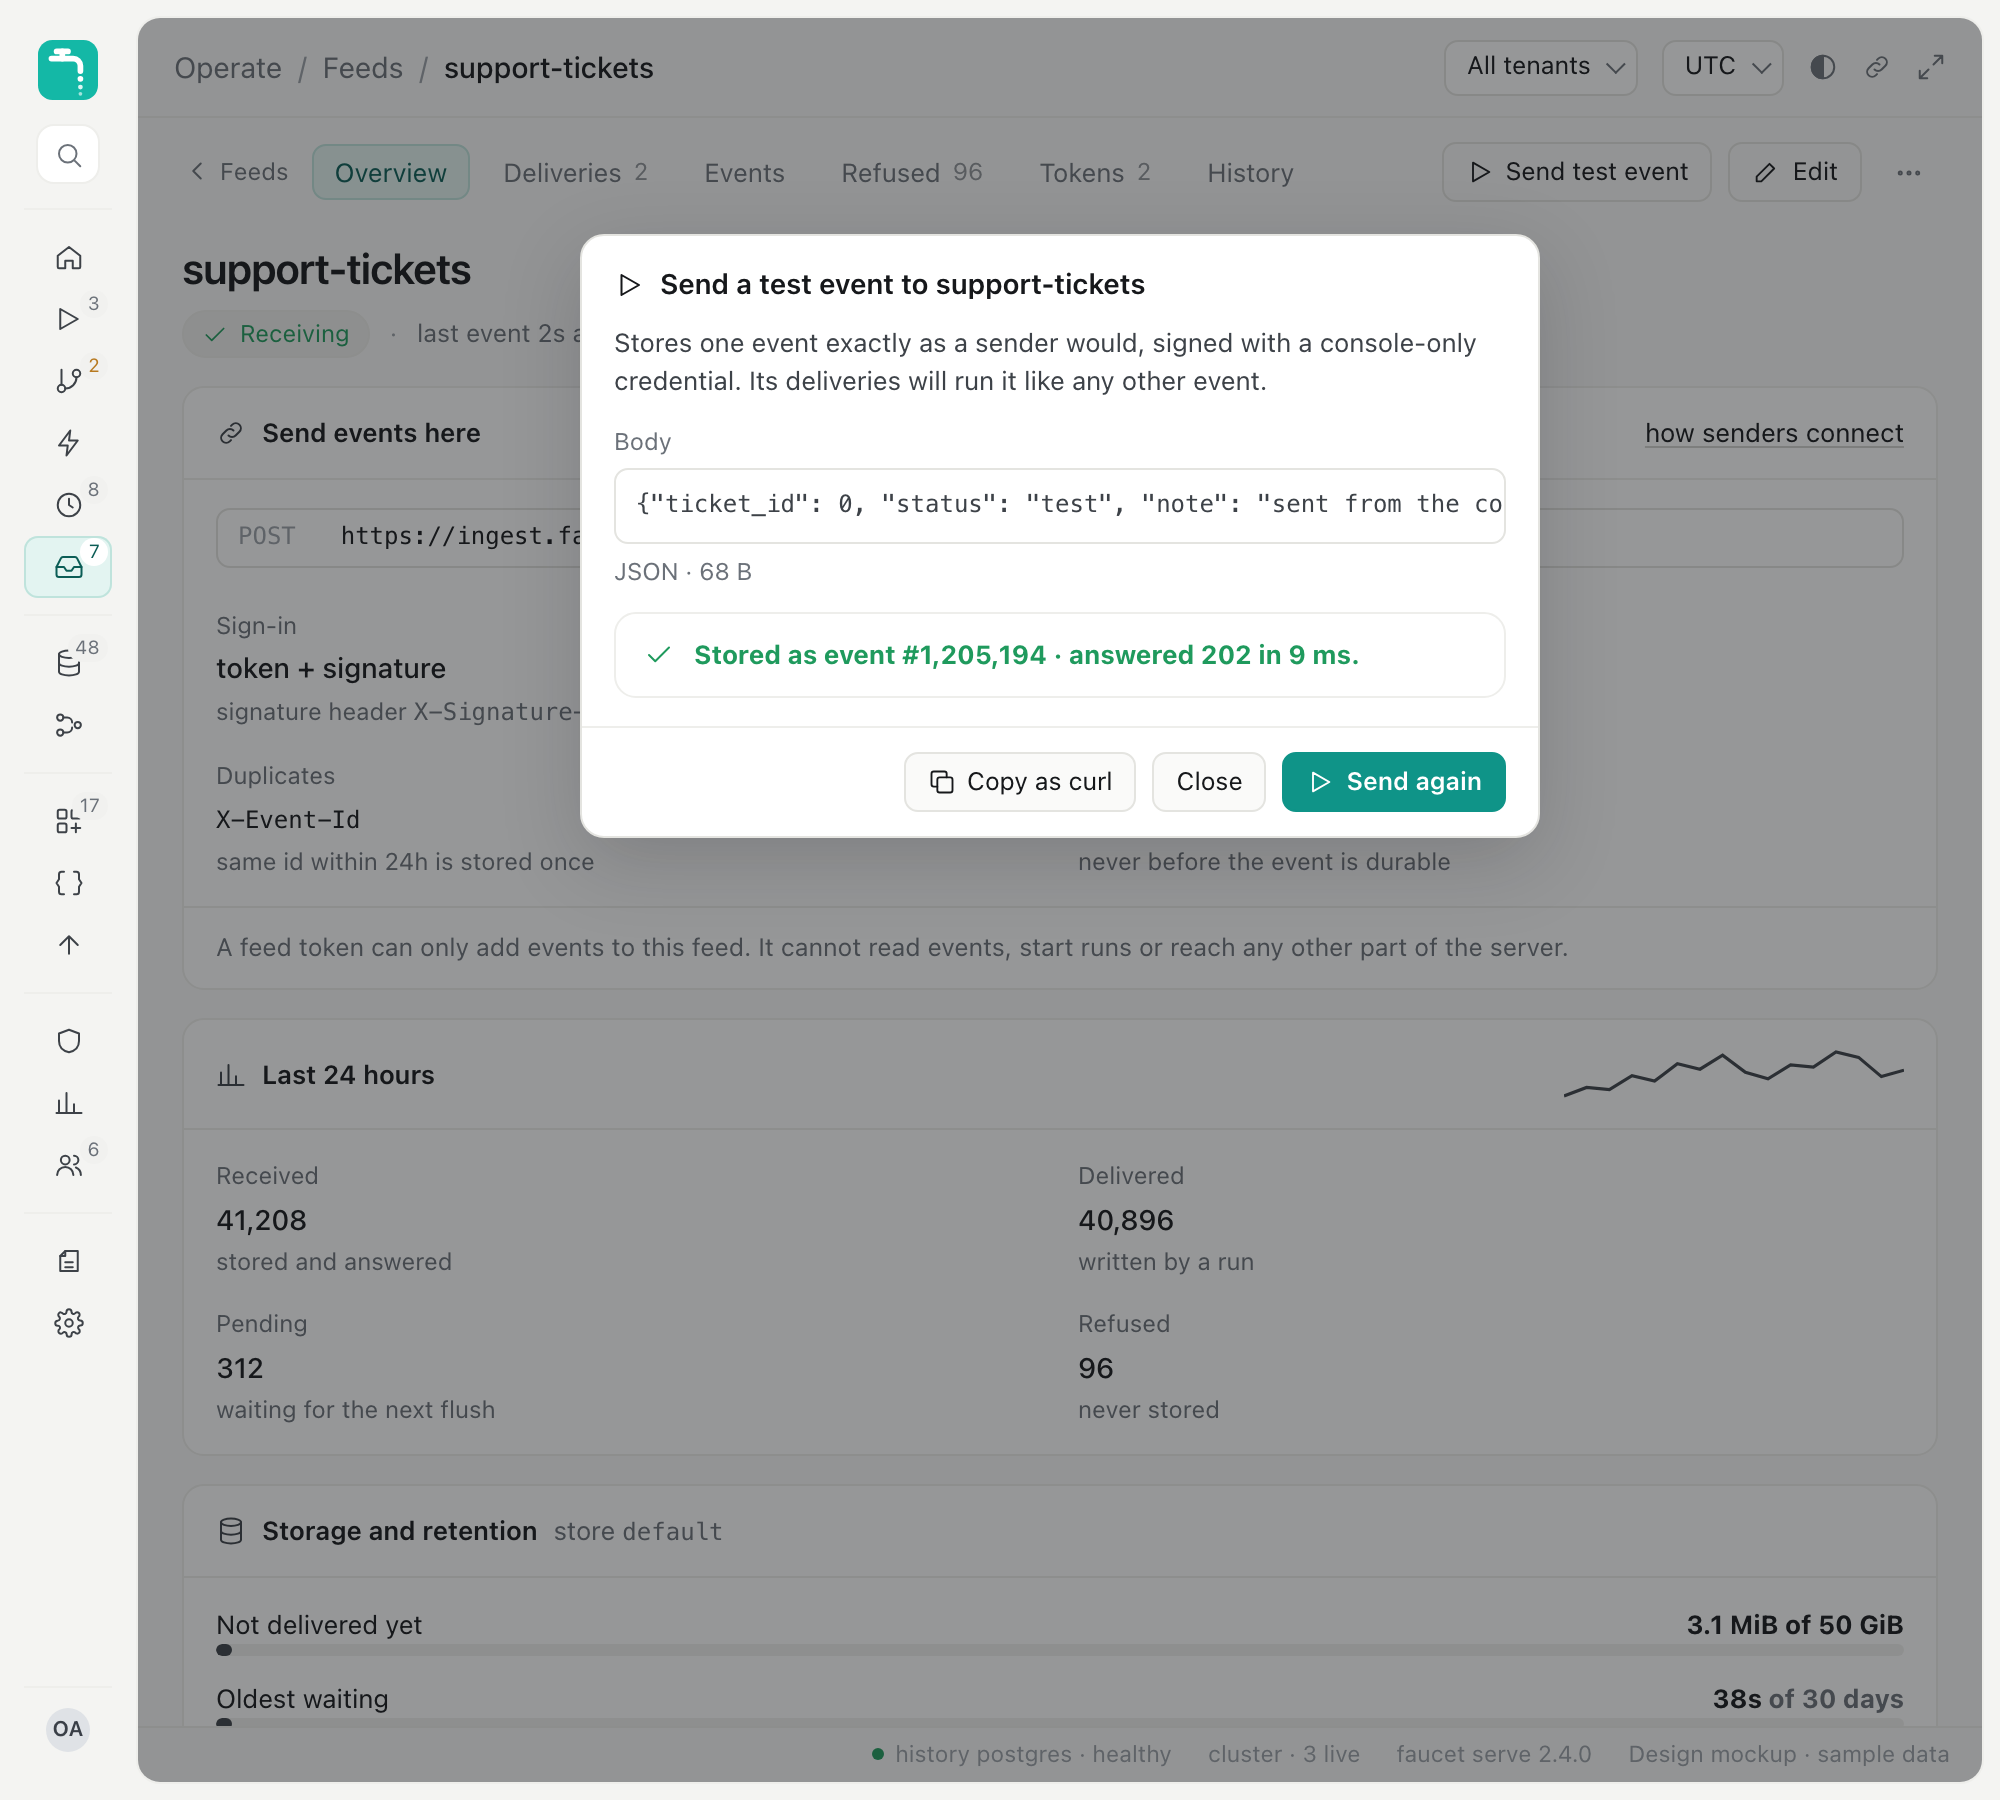 Operate / Feeds / support-tickets
All tenants
UTC
Feeds
Overview
Deliveries 2
Events
Refused 96
Tokens 2
History
Send test event
Edit
3
2
8
7
48
17
6
OA
support-tickets
Receiving · last event 2s
Send a test event to support-tickets
Stores one event exactly as a sender would, signed with a console-only
credential. Its deliveries will run it like any other event.
Body
{"ticket_id": 0, "status": "test", "note": "sent from the co
JSON · 68 B
Stored as event #1,205,194 · answered 202 in 9 ms.
Copy as curl
Close
Send again
Send events here
how senders connect
POST https://ingest.fa
Sign-in
token + signature
signature header X-Signature-
Duplicates
X-Event-Id
same id within 24h is stored once
never before the event is durable
A feed token can only add events to this feed. It cannot read events, start runs or reach any other part of the server.
Last 24 hours
Received
41,208
stored and answered
Delivered
40,896
written by a run
Pending
312
waiting for the next flush
Refused
96
never stored
Storage and retention store default
Not delivered yet
3.1 MiB of 50 GiB
Oldest waiting
38s of 30 days
history postgres · healthy
cluster · 3 live
faucet serve 2.4.0
Design mockup · sample data